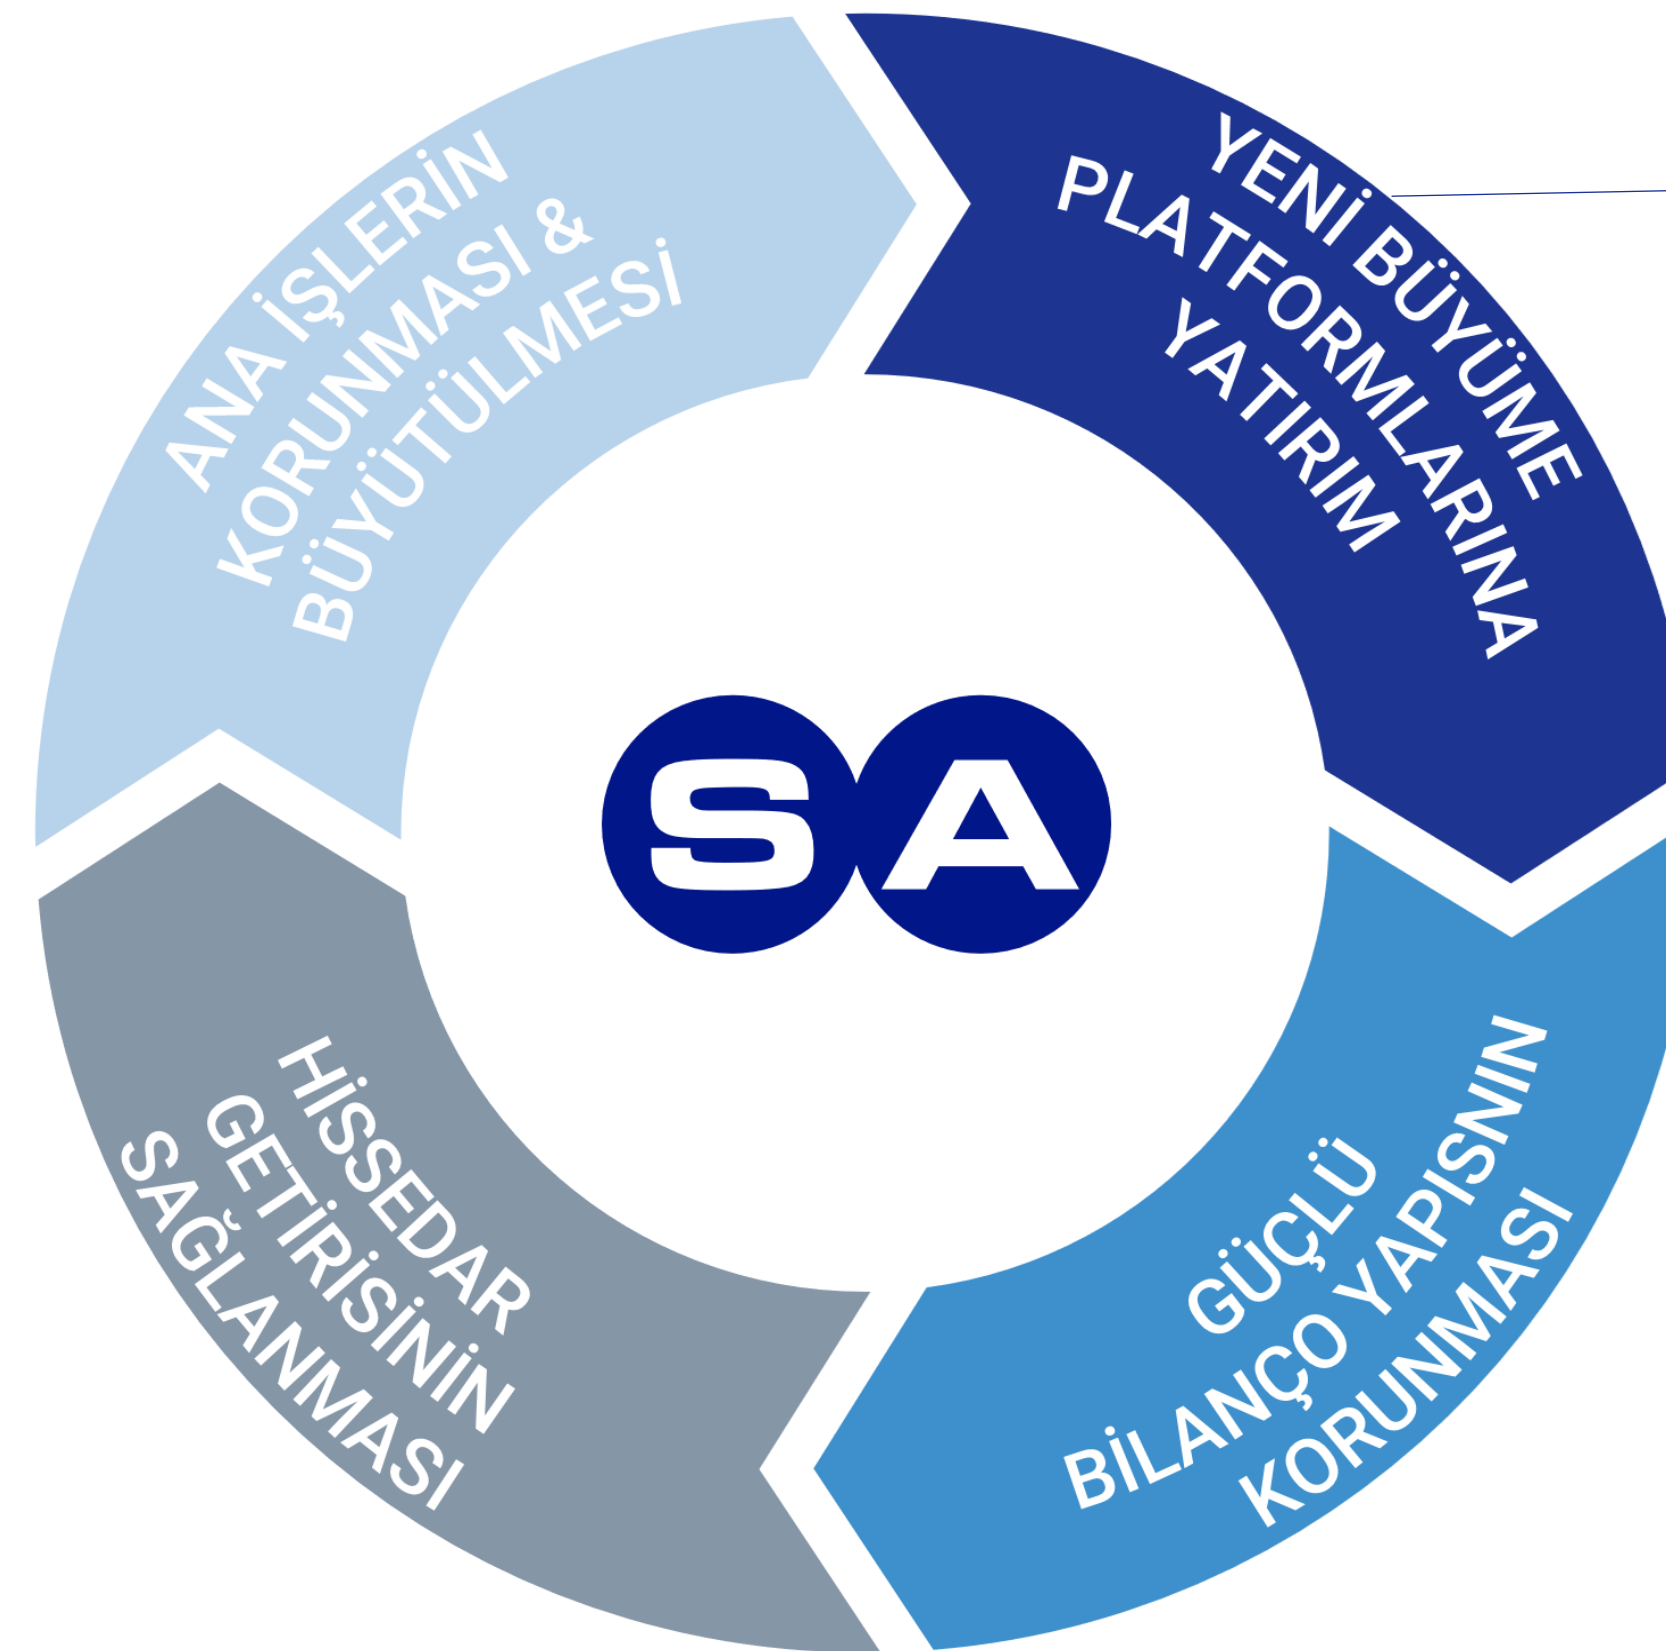 ANA İŞLERİN
KORUNMASI &
BÜYÜTÜLMESİ
YENİ BÜYÜME
PLATFORMLARINA
YATIRIM
SA
HİSSEDAR
GETİRİSİNİN
SAĞLANMASI
GÜÇLÜ
BİLANÇO YAPISNIN
KORUNMASI